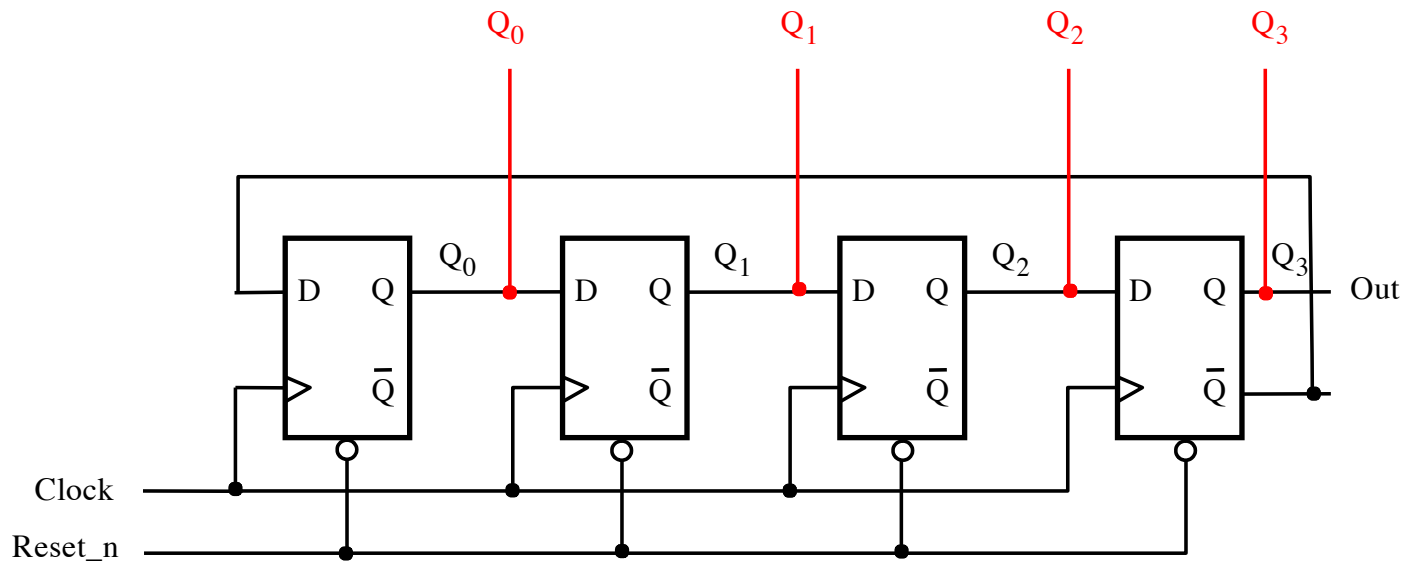 Q0 Q1 Q2 Q3
Q0 Q1 Q2 Q3
D Q D Q D Q D Q Out
Q̅ Q̅ Q̅ Q̅
Clock
Reset_n